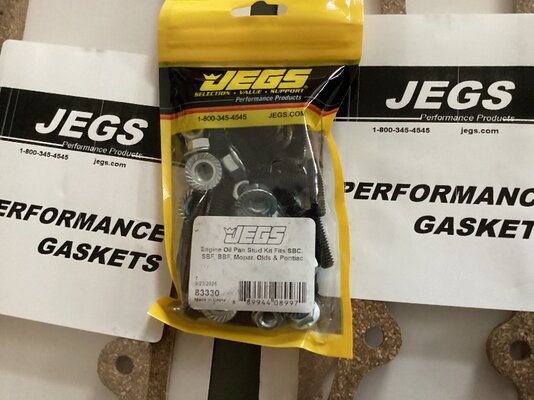 JEGS
SELECTION • VALUE • SUPPORT
Performance Products
1-800-345-4545 JEGS.COM
JEGS
Performance Products
1-800-345-4545
jegs.com
PERFORMANCE
GASKETS
JEGS
Engine Oil Pan Stud Kit Fits SBC,
SBF, BBF, Mopar, Olds & Pontiac
83330
Made in China
89944 08997
JEGS
Performance Products
1-800-345-4545 jegs.com
PERFORMANCE
GASKETS